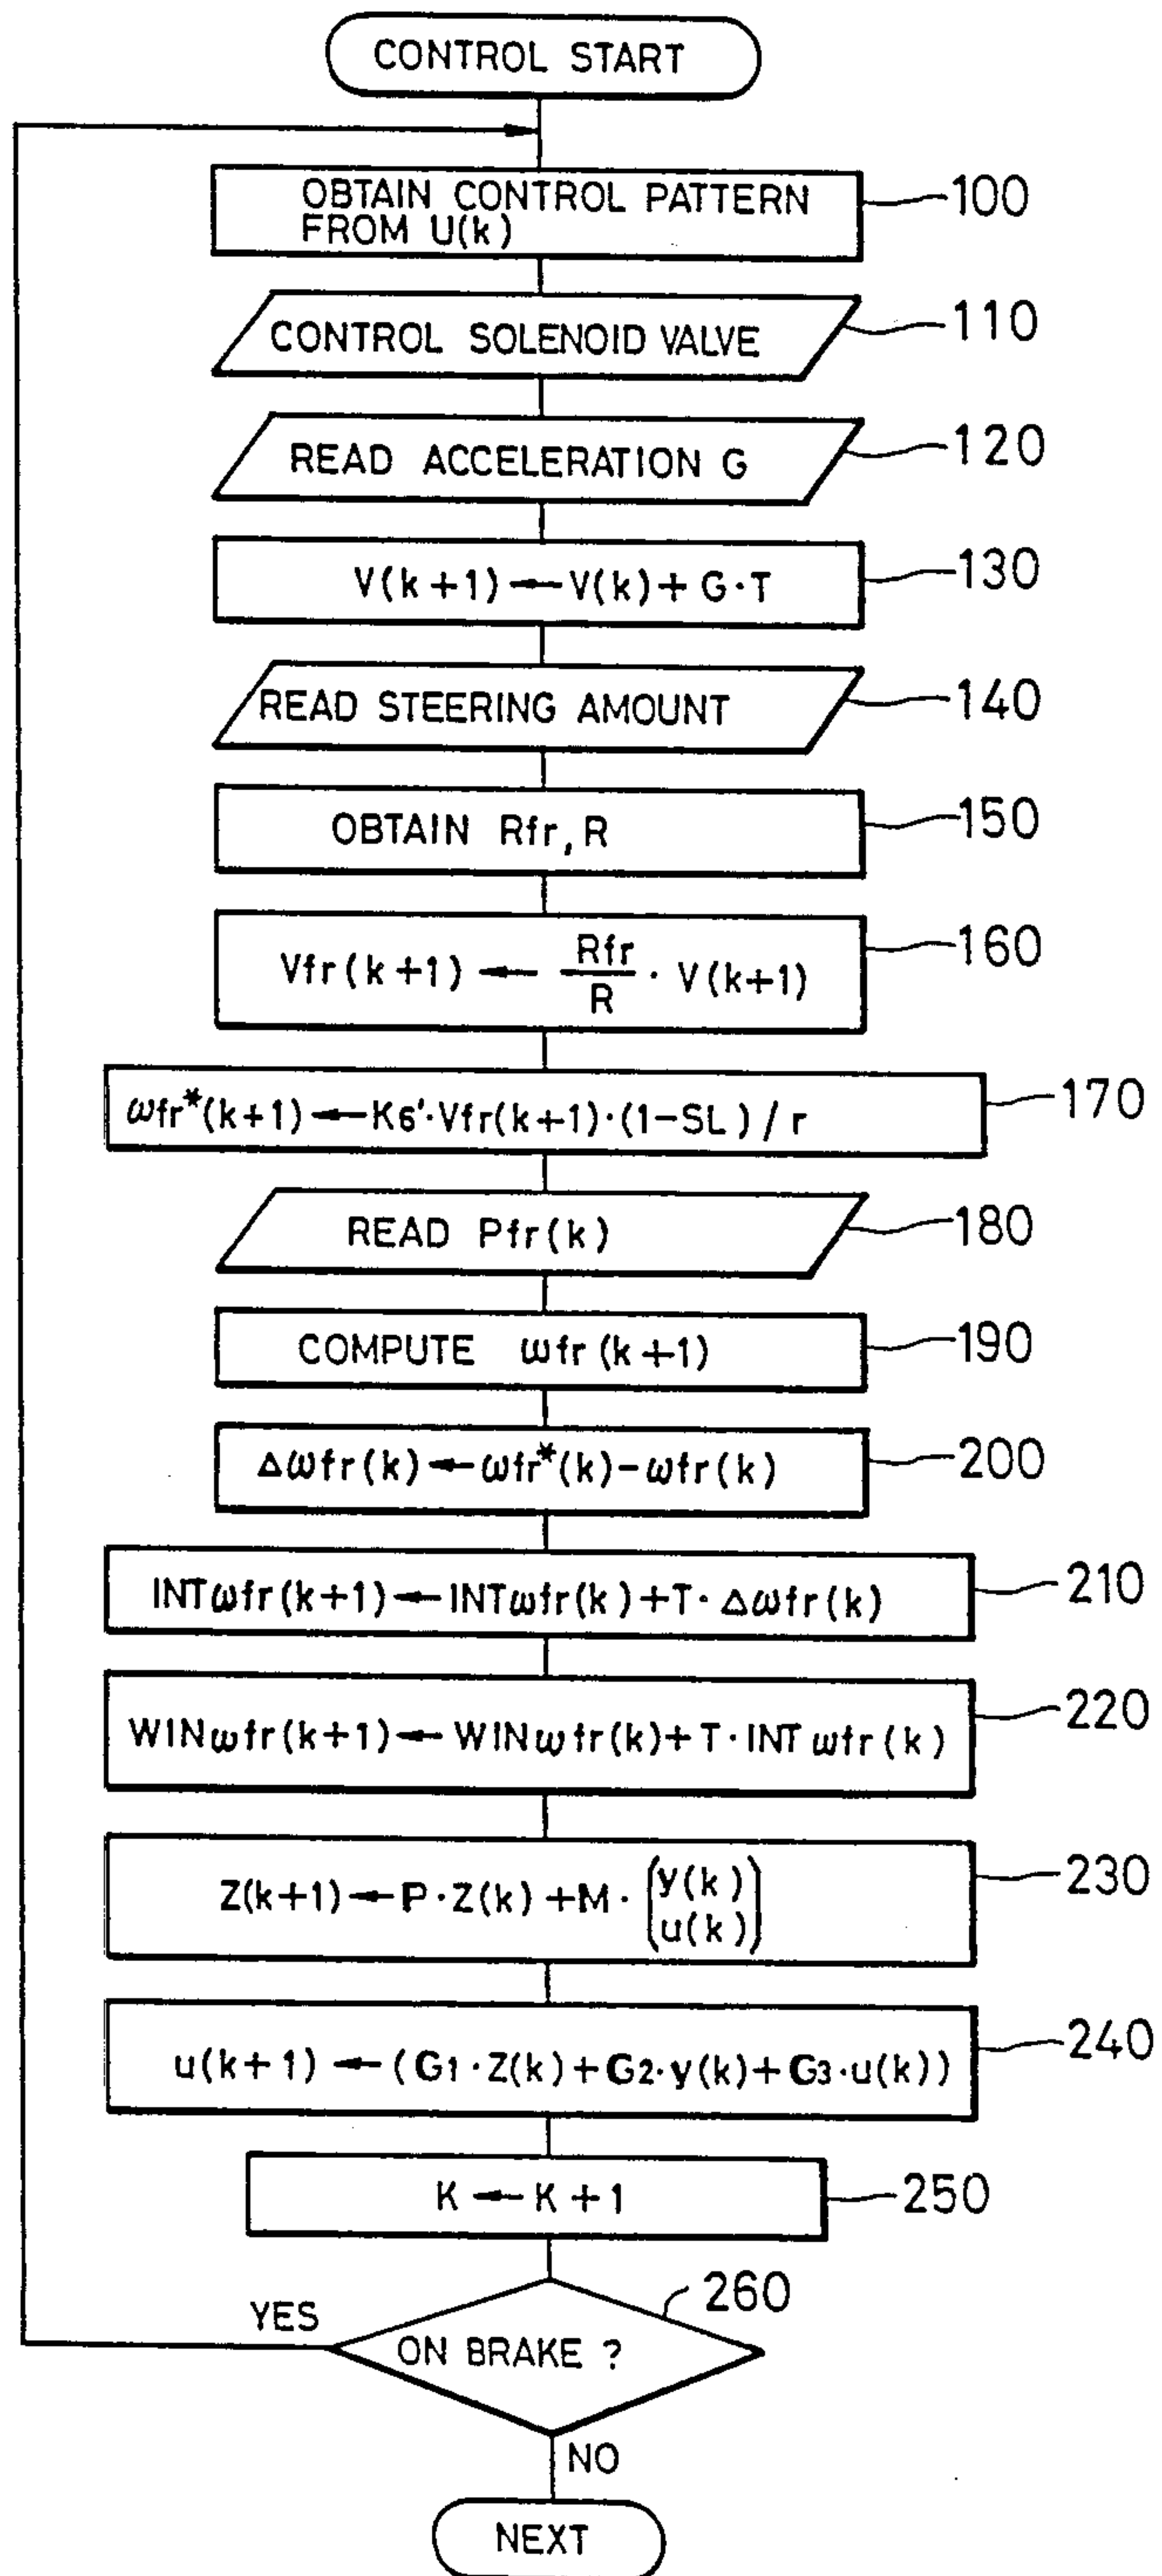 CONTROL START
OBTAIN CONTROL PATTERN
FROM U(k)
100
CONTROL SOLENOID VALVE
110
READ ACCELERATION G
120
V(k+1)←V(k)+G·T
130
READ STEERING AMOUNT
140
OBTAIN Rfr, R
150
Vfr(k+1) ← Rfr/R · V(k+1)
160
ωfr*(k+1)←K6'·Vfr(k+1)·(1-SL)/r
170
READ Pfr(k)
180
COMPUTE ωfr(k+1)
190
Δωfr(k)←ωfr*(k)-ωfr(k)
200
INTωfr(k+1)←INTωfr(k)+T·Δωfr(k)
210
WINωfr(k+1)←WINωfr(k)+T·INTωfr(k)
220
Z(k+1)←P·Z(k)+M·(y(k)
u(k))
230
u(k+1)←(G1·Z(k)+G2·y(k)+G3·u(k))
240
K←K+1
250
260
YES
ON BRAKE ?
NO
NEXT